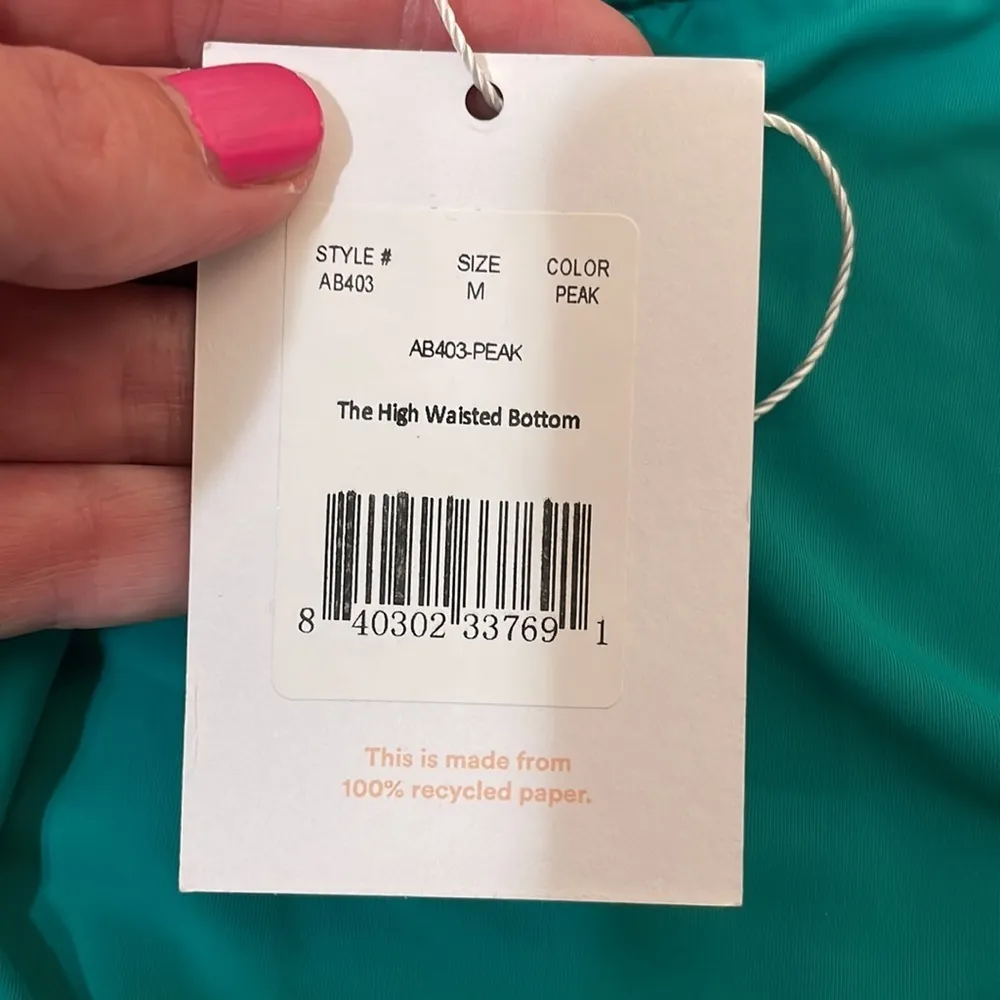 STYLE # SIZE COLOR
AB403 M PEAK
AB403-PEAK
The High Waisted Bottom
8 40302 33769 1
This is made from
100% recycled paper.